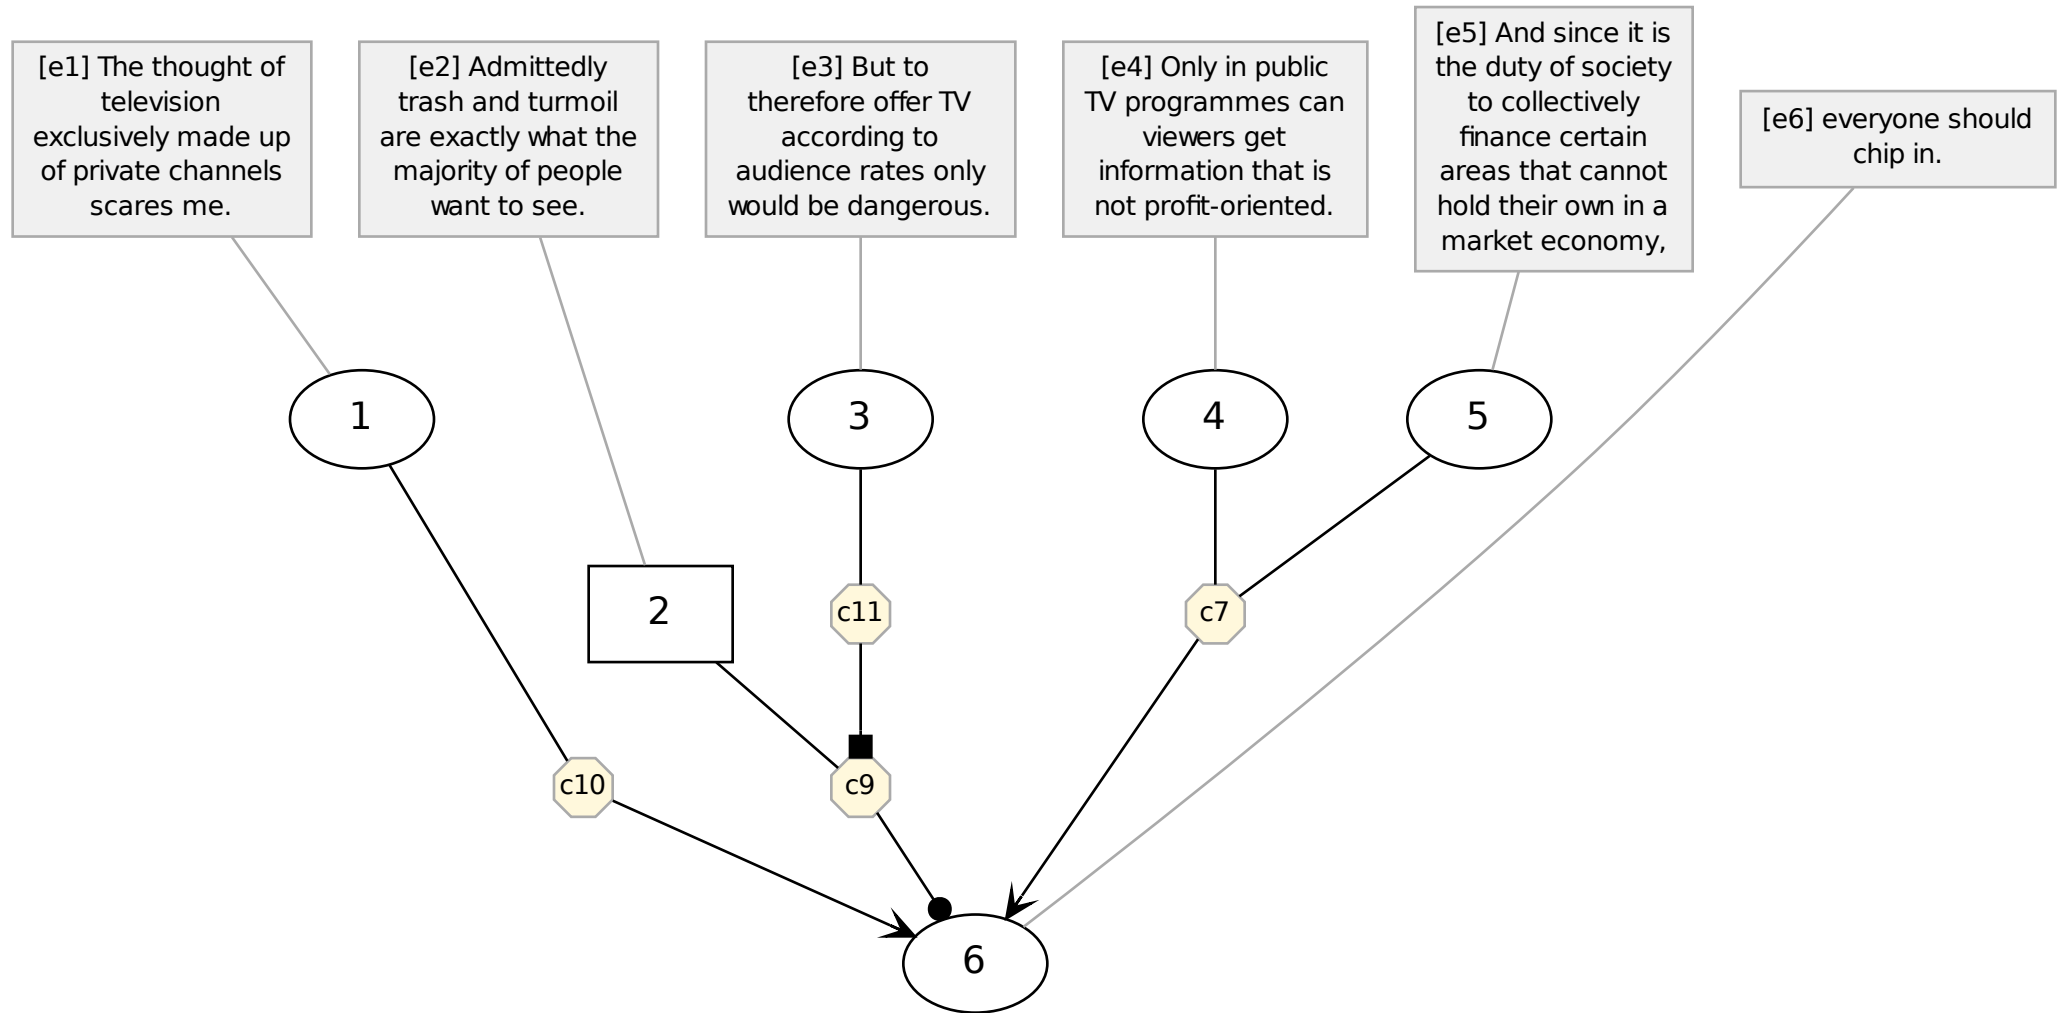 [e1] The thought of
television
exclusively made up
of private channels
scares me.
[e2] Admittedly
trash and turmoil
are exactly what the
majority of people
want to see.
[e3] But to
therefore offer TV
according to
audience rates only
would be dangerous.
[e4] Only in public
TV programmes can
viewers get
information that is
not profit-oriented.
[e5] And since it is
the duty of society
to collectively
finance certain
areas that cannot
hold their own in a
market economy,
[e6] everyone should
chip in.
1
3
4
5
2
c11
c7
c10
c9
6